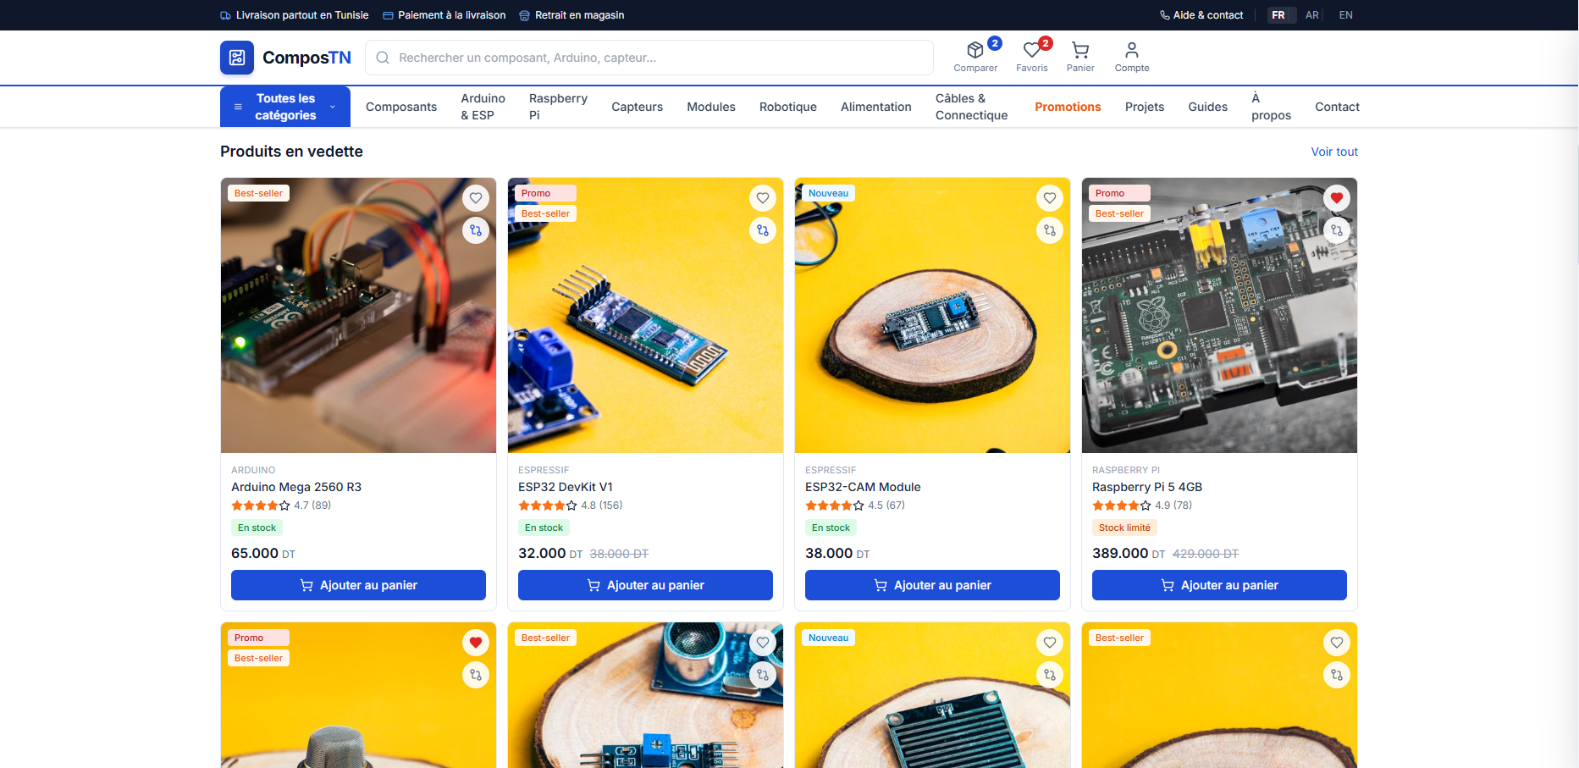 Livraison partout en Tunisie
Paiement à la livraison
Retrait en magasin
Aide & contact
FR
AR
EN
ComposTN
Rechercher un composant, Arduino, capteur...
2
Comparer
2
Favoris
Panier
Compte
Toutes les
catégories
Composants
Arduino
& ESP
Raspberry
Pi
Capteurs
Modules
Robotique
Alimentation
Câbles &
Connectique
Promotions
Projets
Guides
À
propos
Contact
Produits en vedette
Voir tout
Best-seller
Promo
Best-seller
Nouveau
Promo
Best-seller
ARDUINO
Arduino Mega 2560 R3
4.7 (89)
En stock
65.000 DT
Ajouter au panier
ESPRESSIF
ESP32 DevKit V1
4.8 (156)
En stock
32.000 DT 38.000 DT
Ajouter au panier
ESPRESSIF
ESP32-CAM Module
4.5 (67)
En stock
38.000 DT
Ajouter au panier
RASPBERRY PI
Raspberry Pi 5 4GB
4.9 (78)
Stock limité
389.000 DT 429.000 DT
Ajouter au panier
Promo
Best-seller
Best-seller
Nouveau
Best-seller